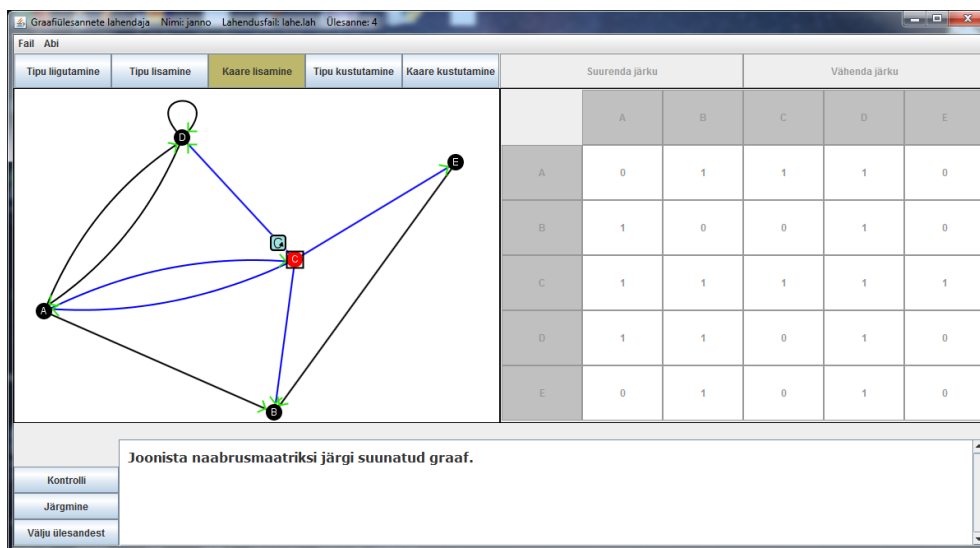 Graafiülesannete lahendaja Nimi: janno Lahendusfail: lahe.lah Ülesanne: 4
Fail Abi
Tipu liigutamine Tipu lisamine Kaare lisamine Tipu kustutamine Kaare kustutamine Suurenda järku Vähenda järku
D
E
C
A
B
A B C D E
A 0 1 1 1 0
B 1 0 0 1 0
C 1 1 1 1 1
D 1 1 0 1 0
E 0 1 0 1 0
Joonista naabrusmaatriksi järgi suunatud graaf.
Kontrolli
Järgmine
Välju ülesandest